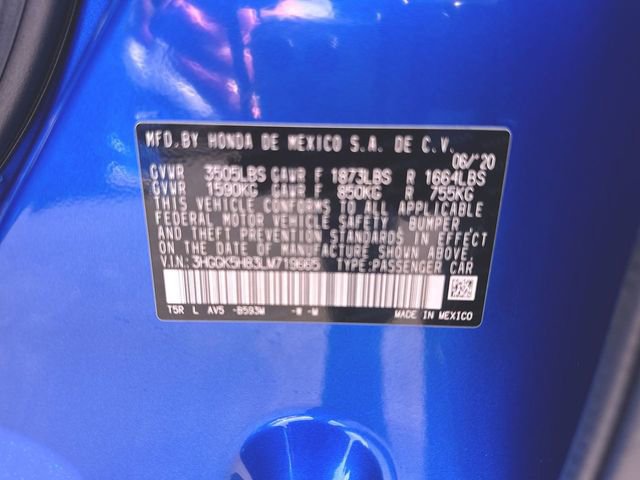 MFD. BY HONDA DE MEXICO S.A. DE C.V.
06/'20
GVWR 3505LBS GAWR F 1873LBS R 1664LBS
GVWR 1590KG GAWR F 850KG R 755KG
THIS VEHICLE CONFORMS TO ALL APPLICABLE
FEDERAL MOTOR VEHICLE SAFETY, BUMPER,
AND THEFT PREVENTION STANDARDS IN EFFECT
ON THE DATE OF MANUFACTURE SHOWN ABOVE.
V.I.N: 3HGGK5H83LM719665 TYPE:PASSENGER CAR
T5R L AV5 -B593M -W -M MADE IN MEXICO